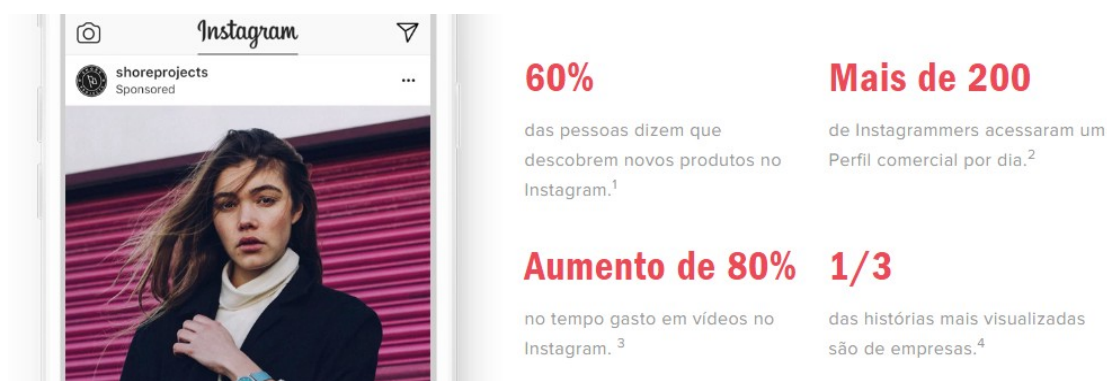 Instagram
shoreprojects
Sponsored
60%
das pessoas dizem que
descobrem novos produtos no
Instagram.1
Mais de 200
de Instagrammers acessaram um
Perfil comercial por dia.2
Aumento de 80%
no tempo gasto em vídeos no
Instagram. 3
1/3
das histórias mais visualizadas
são de empresas.4